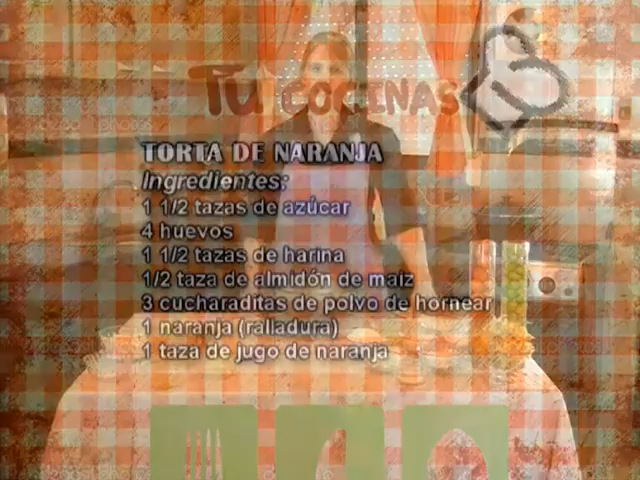 TU COCINAS
TORTA DE NARANJA
Ingredientes:
1 1/2 tazas de azúcar
4 huevos
1 1/2 tazas de harina
1/2 taza de almidón de maiz
3 cucharaditas de polvo de hornear
1 naranja (ralladura)
1 taza de jugo de naranja